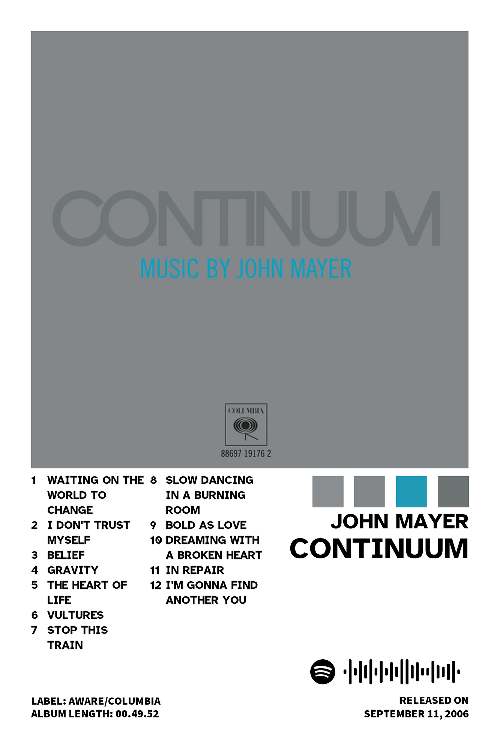 CONTINUUM
MUSIC BY JOHN MAYER
COLUMBIA
88697 19176 2
1 WAITING ON THE
WORLD TO
CHANGE
2 I DON'T TRUST
MYSELF
3 BELIEF
4 GRAVITY
5 THE HEART OF
LIFE
6 VULTURES
7 STOP THIS
TRAIN
8 SLOW DANCING
IN A BURNING
ROOM
9 BOLD AS LOVE
10 DREAMING WITH
A BROKEN HEART
11 IN REPAIR
12 I'M GONNA FIND
ANOTHER YOU
JOHN MAYER
CONTINUUM
LABEL: AWARE/COLUMBIA
ALBUM LENGTH: 00.49.52
RELEASED ON
SEPTEMBER 11, 2006